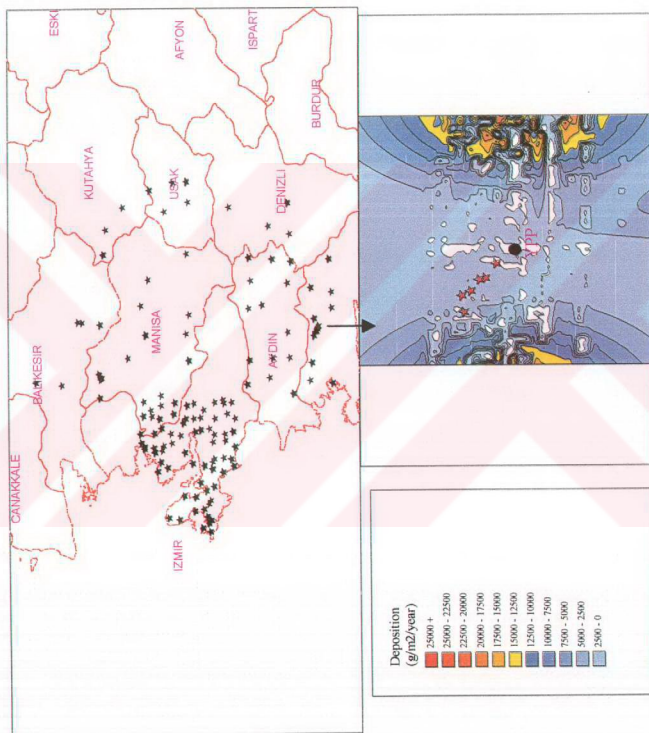 CANAKKALE
BALIKESIR
KUTAHYA
ESKI
AFYON
USAK
MANISA
IZMIR
AYDIN
DENIZLI
ISPART
BURDUR
YPP
Deposition
(g/m2/year)
25000 +
25000 - 22500
22500 - 20000
20000 - 17500
17500 - 15000
15000 - 12500
12500 - 10000
10000 - 7500
7500 - 5000
5000 - 2500
2500 - 0